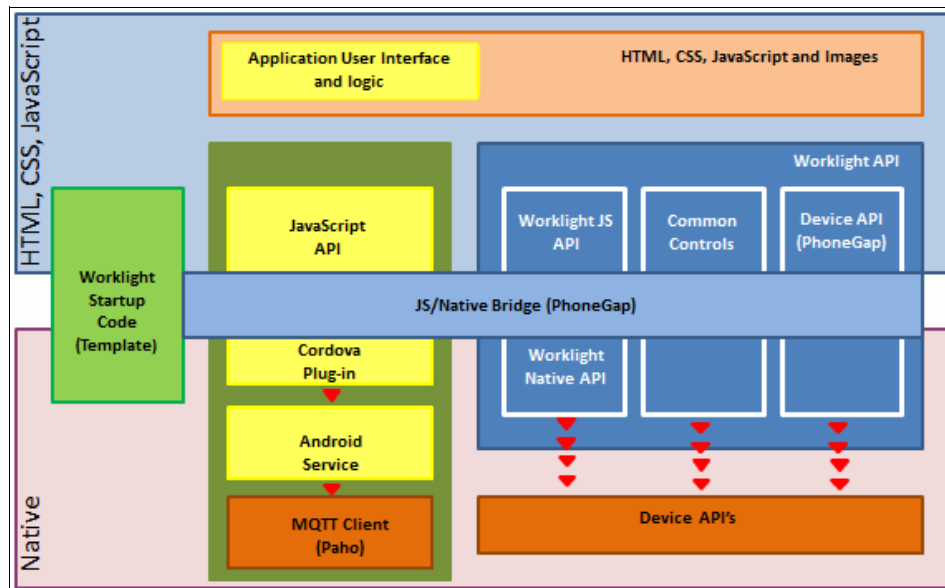 HTML, CSS, JavaScript
Application User Interface
and logic
HTML, CSS, JavaScript and Images
Worklight API
JavaScript
API
Worklight JS
API
Common
Controls
Device API
(PhoneGap)
Worklight
Startup
Code
(Template)
JS/Native Bridge (PhoneGap)
Cordova
Plug-in
Worklight
Native API
Android
Service
Native
MQTT Client
(Paho)
Device API's